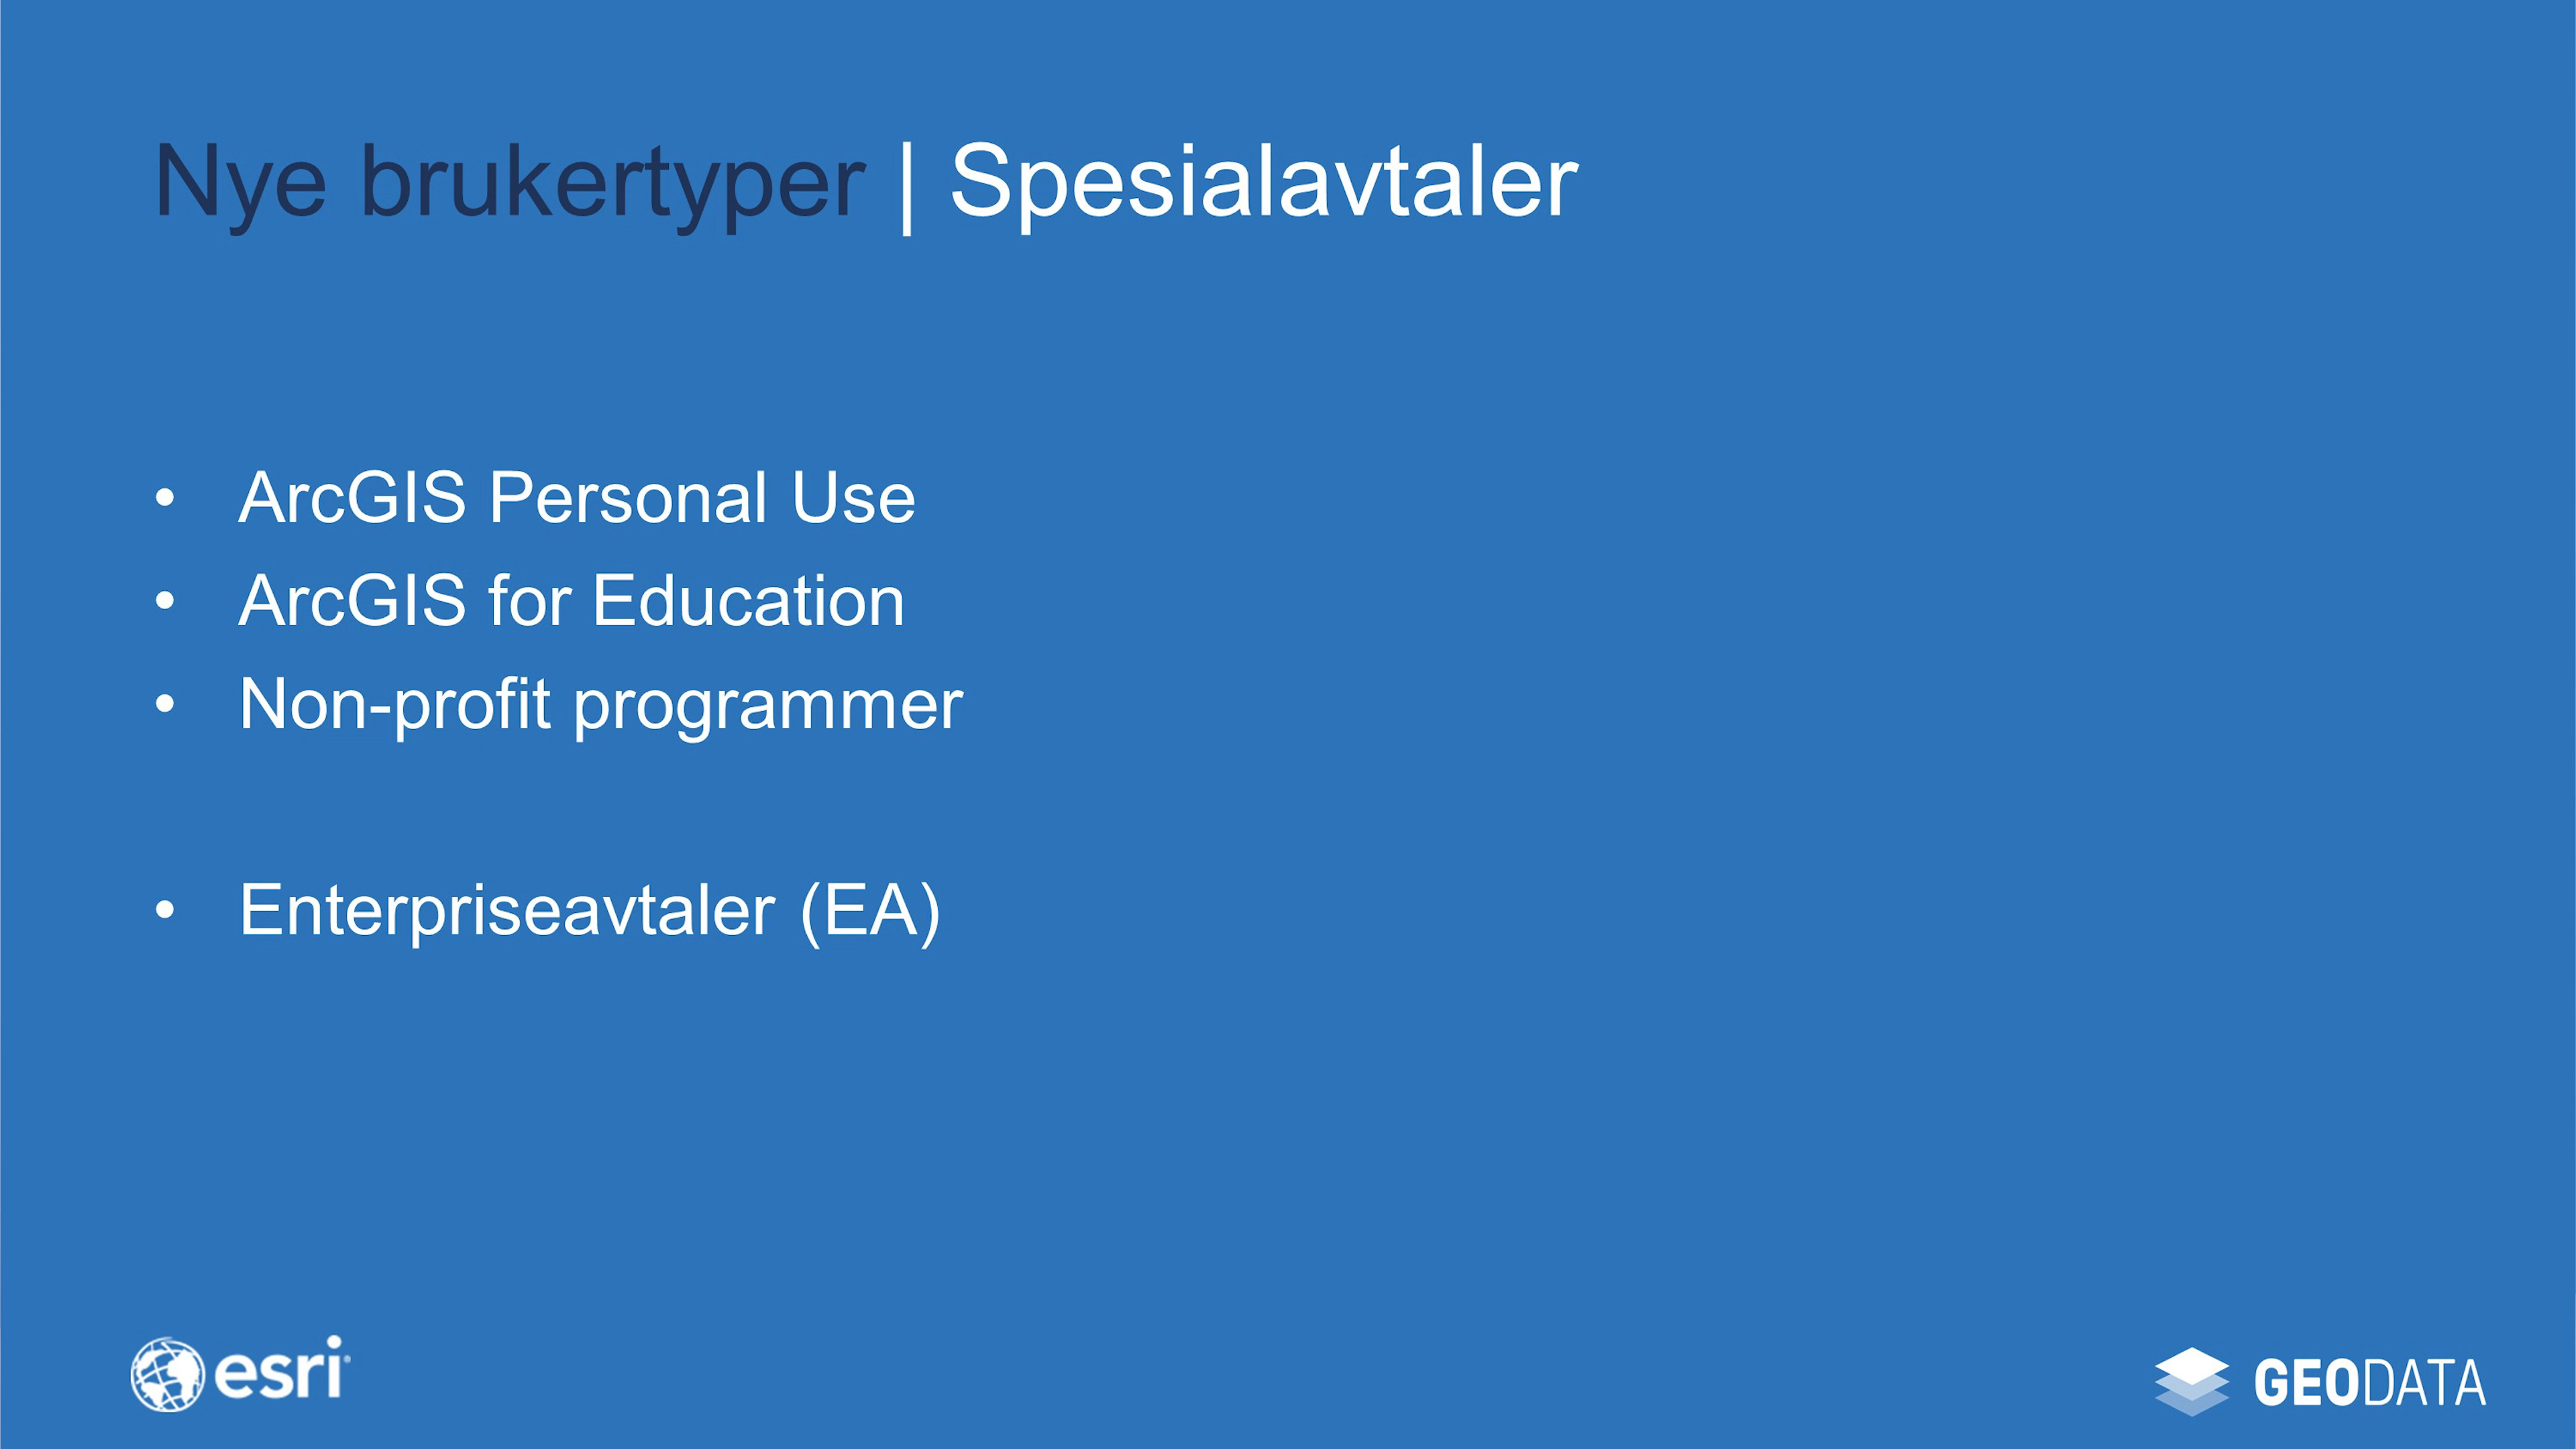 Nye brukertyper | Spesialavtaler
• ArcGIS Personal Use
• ArcGIS for Education
• Non-profit programmer
• Enterpriseavtaler (EA)
esri
GEODATA